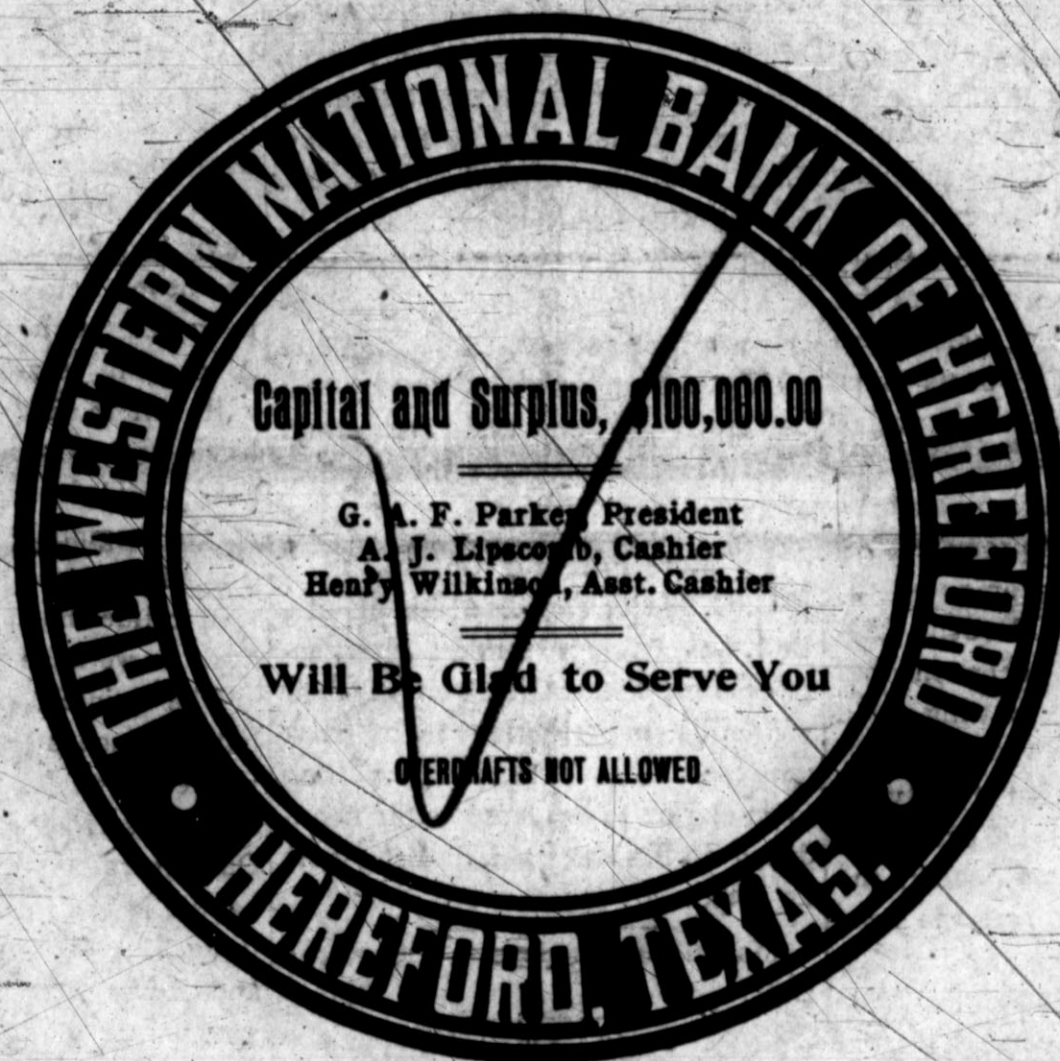 THE WESTERN NATIONAL BANK OF HEREFORD
Capital and Surplus, $100,000.00
G. A. F. Parker, President
A. J. Lipscomb, Cashier
Henry Wilkinson, Asst. Cashier
Will Be Glad to Serve You
OVERDRAFTS NOT ALLOWED
HEREFORD, TEXAS.